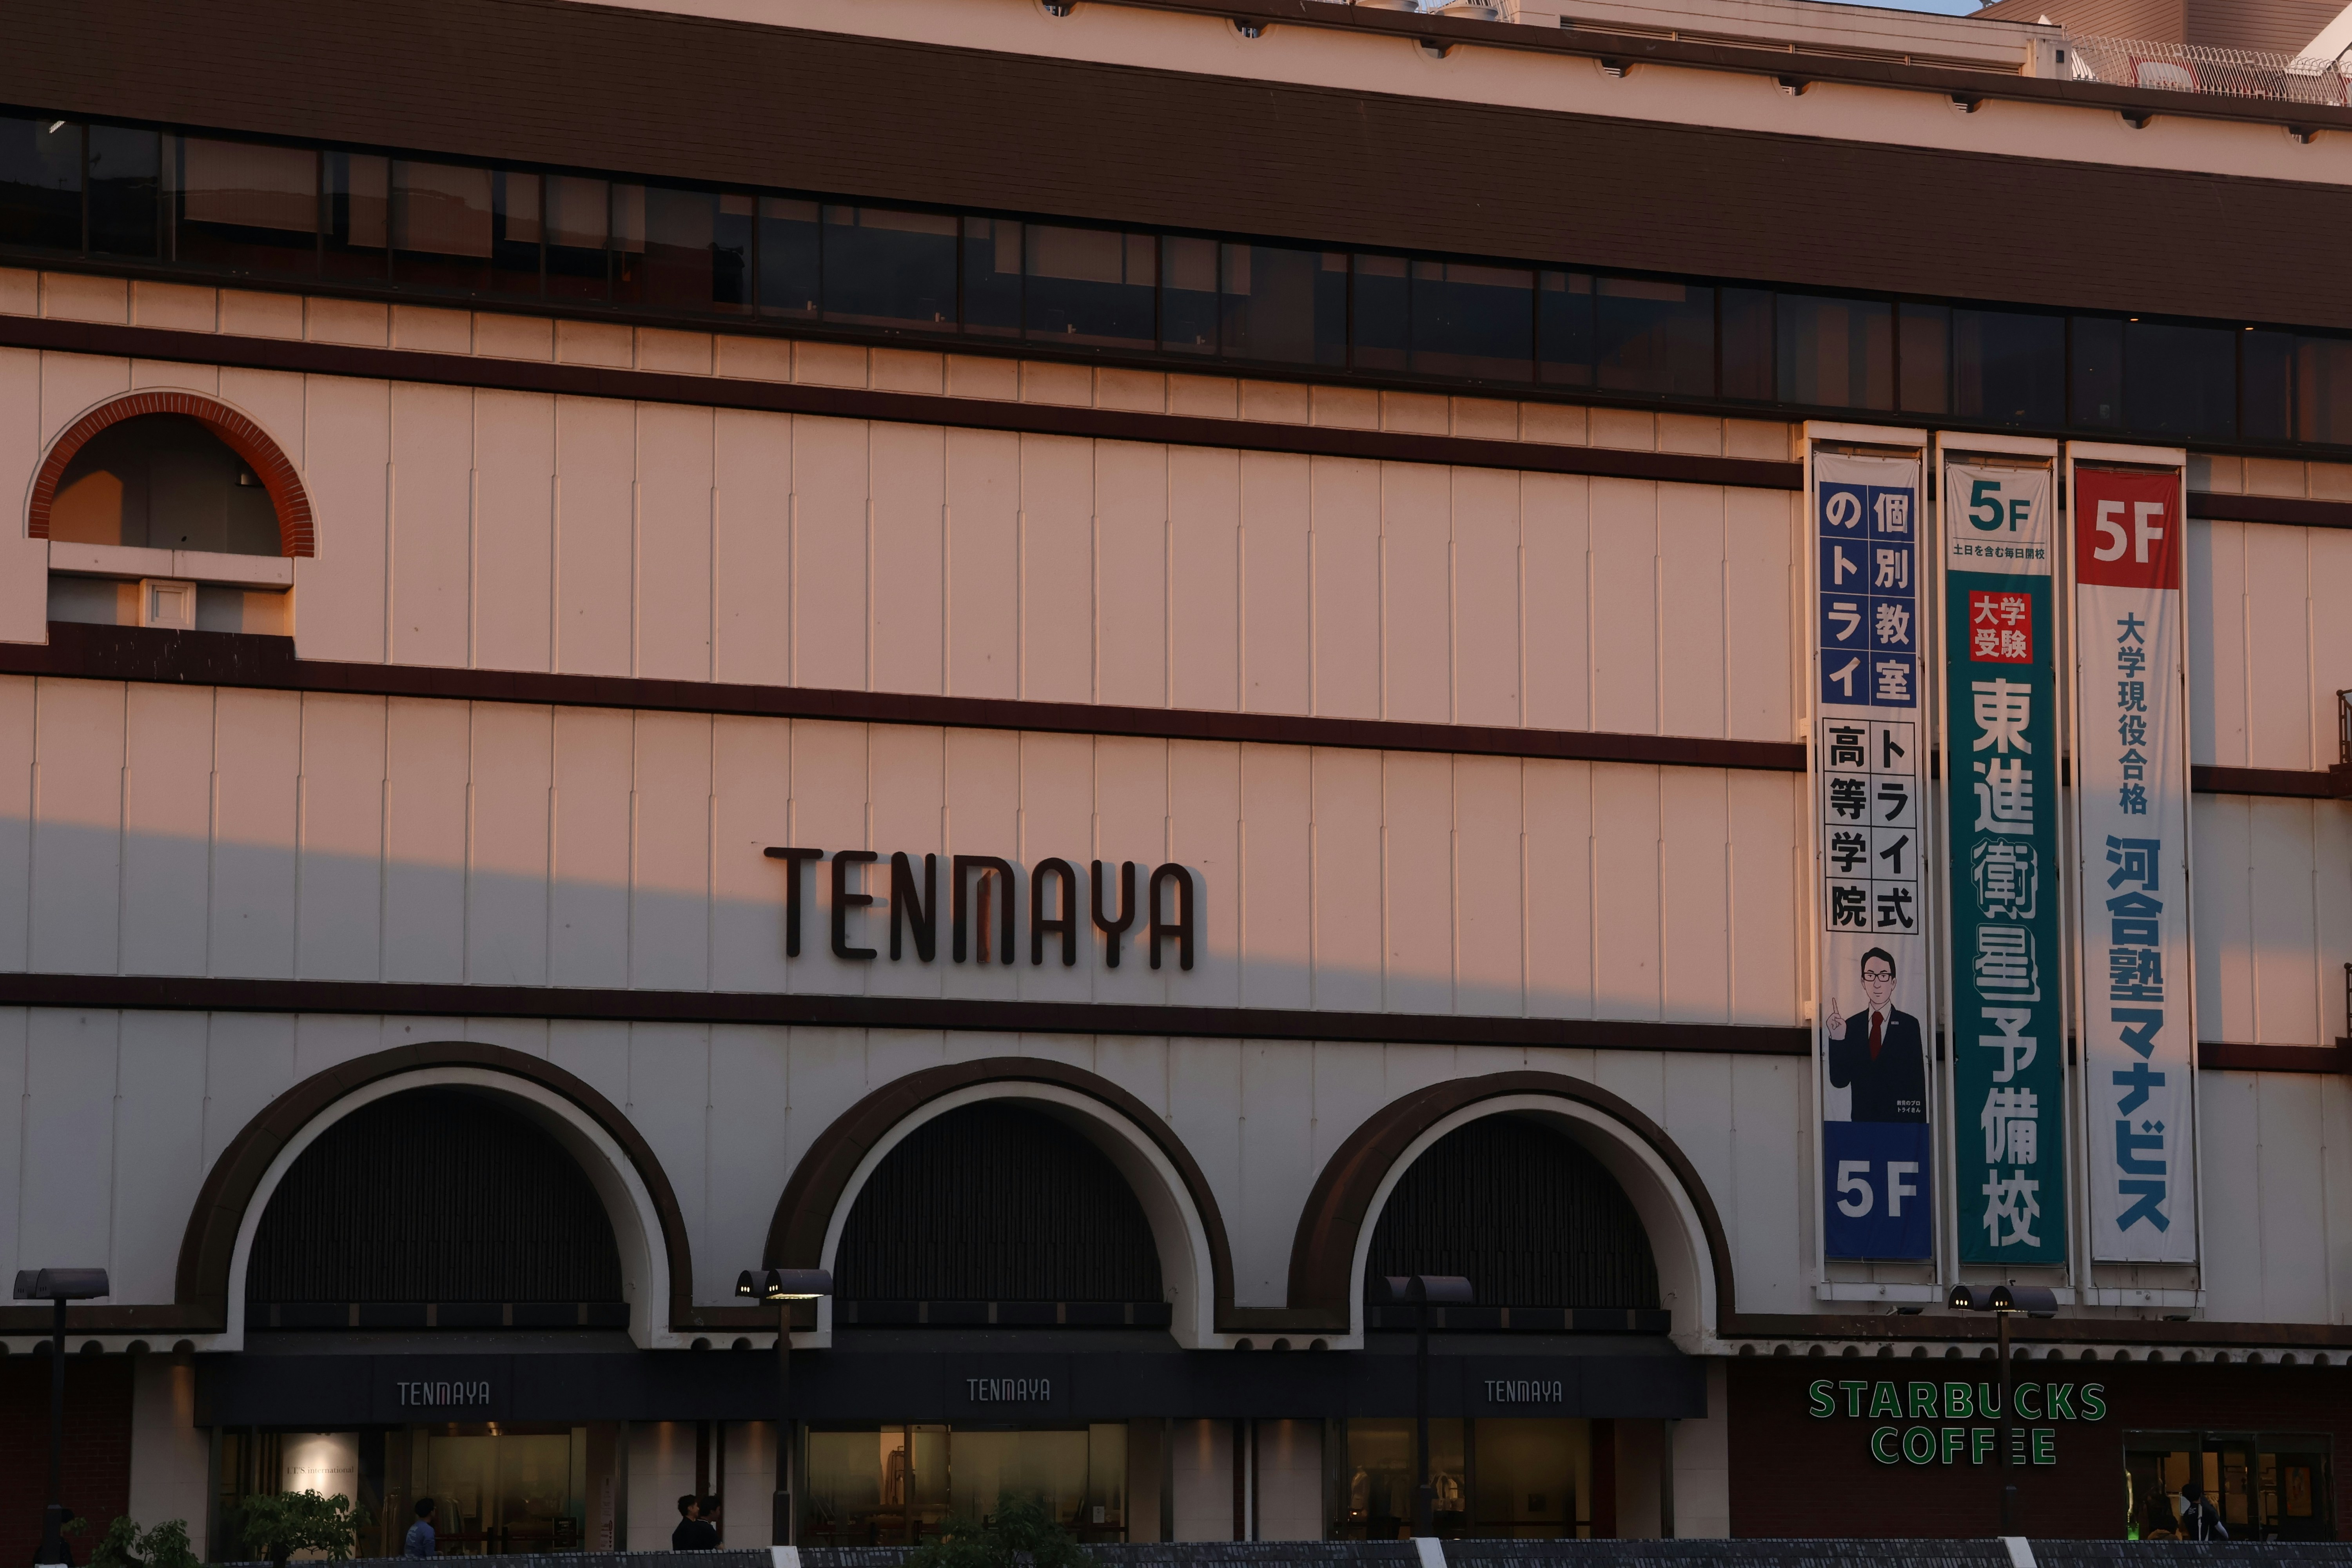 TENMAYA
個別教室
のトライ
トライ式
高等学院
5F
5F
土日を含む毎日開校
大学
受験
東進衛星予備校
5F
大学現役合格
河合塾マナビス
TENMAYA
TENMAYA
TENMAYA
STARBUCKS
COFFEE
I.T.'S international